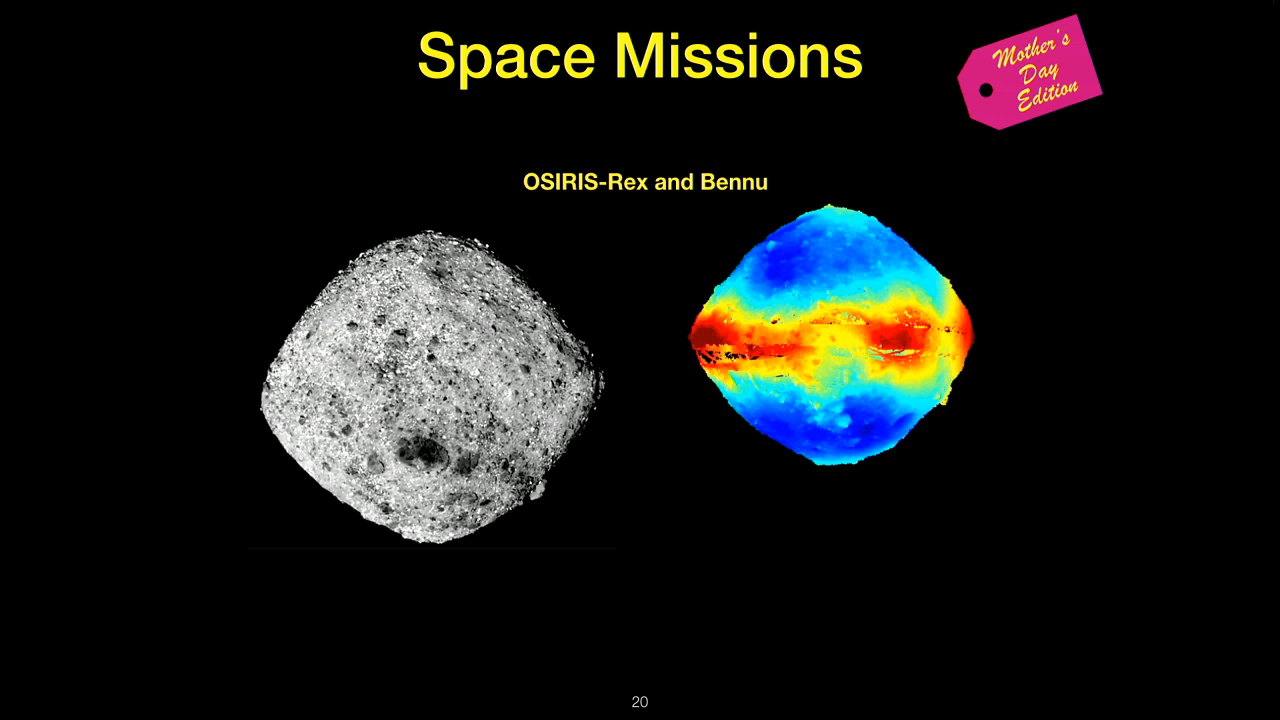 Space Missions
Mother's
Day
Edition
OSIRIS-Rex and Bennu
20